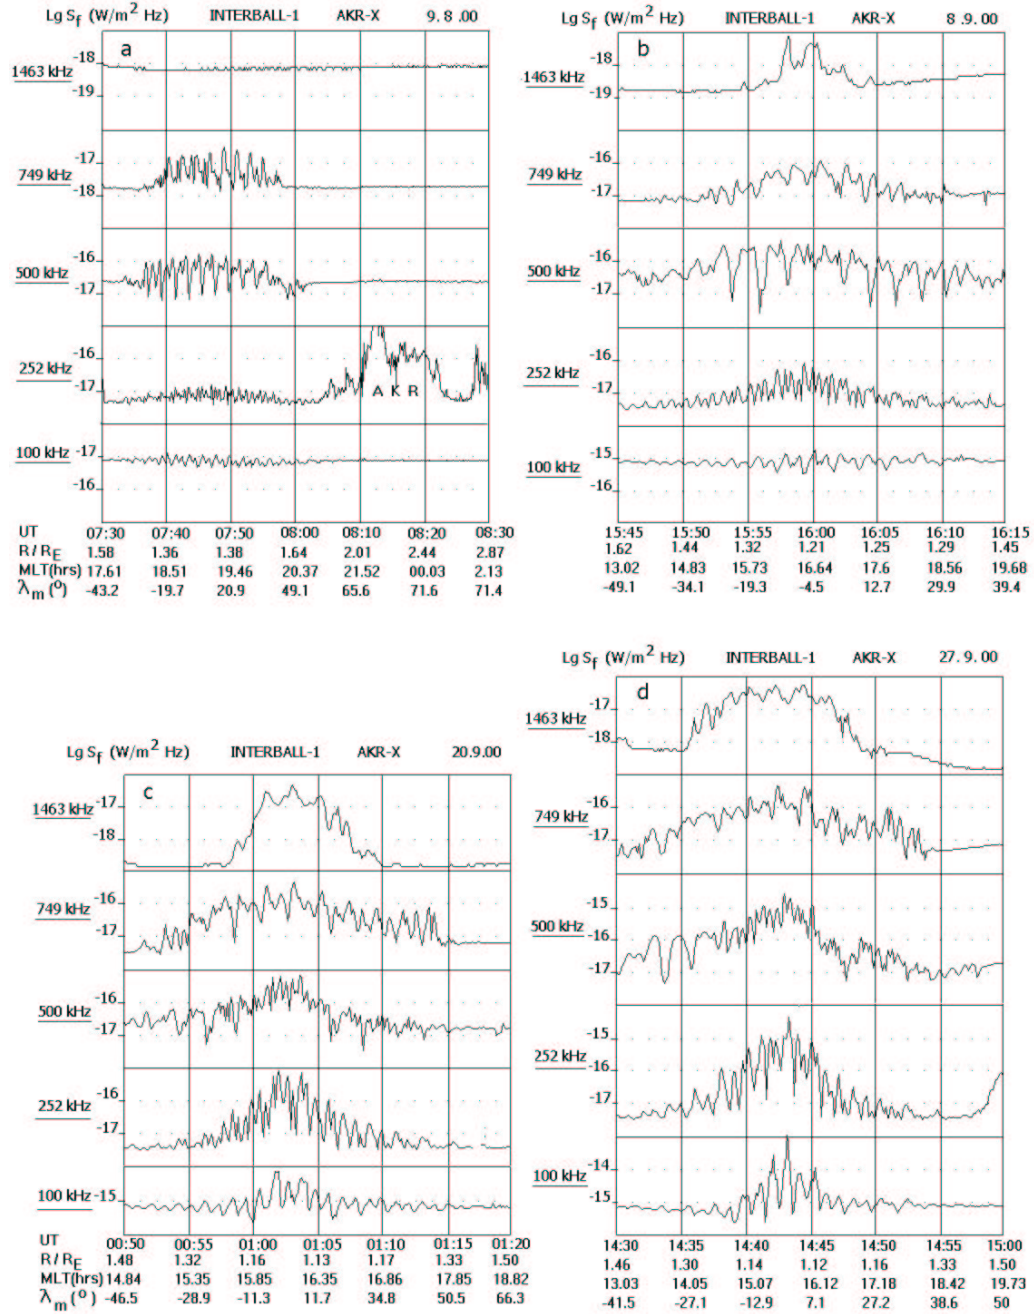 Lg Sf (W/m2 Hz) INTERBALL-1 AKR-X 9.8.00
a
1463 kHz -18
-19
749 kHz -17
-18
500 kHz -16
-17
252 kHz -16
-17
A K R
100 kHz -17
-16
UT 07:30 07:40 07:50 08:00 08:10 08:20 08:30
R/RE 1.58 1.36 1.38 1.64 2.01 2.44 2.87
MLT(hrs) 17.61 18.51 19.46 20.37 21.52 00.03 2.13
λm (o) -43.2 -19.7 20.9 49.1 65.6 71.6 71.4
Lg Sf (W/m2 Hz) INTERBALL-1 AKR-X 8.9.00
b
1463 kHz -18
-19
749 kHz -16
-17
500 kHz -16
-17
252 kHz -16
-17
100 kHz -15
-16
15:45 15:50 15:55 16:00 16:05 16:10 16:15
1.62 1.44 1.32 1.21 1.25 1.29 1.45
13.02 14.83 15.73 16.64 17.6 18.56 19.68
-49.1 -34.1 -19.3 -4.5 12.7 29.9 39.4
Lg Sf (W/m2 Hz) INTERBALL-1 AKR-X 20.9.00
c
1463 kHz -17
-18
749 kHz -16
-17
500 kHz -16
-17
252 kHz -16
-17
100 kHz -15
UT 00:50 00:55 01:00 01:05 01:10 01:15 01:20
R/RE 1.48 1.32 1.16 1.13 1.17 1.33 1.50
MLT(hrs) 14.84 15.35 15.85 16.35 16.86 17.85 18.82
λm (o) -46.5 -28.9 -11.3 11.7 34.8 50.5 66.3
Lg Sf (W/m2 Hz) INTERBALL-1 AKR-X 27.9.00
d
1463 kHz -17
-18
749 kHz -16
-17
500 kHz -15
-16
-17
252 kHz -15
-16
-17
100 kHz -14
-15
14:30 14:35 14:40 14:45 14:50 14:55 15:00
1.46 1.30 1.14 1.12 1.16 1.33 1.50
13.03 14.05 15.07 16.12 17.18 18.42 19.73
-41.5 -27.1 -12.9 7.1 27.2 38.6 50